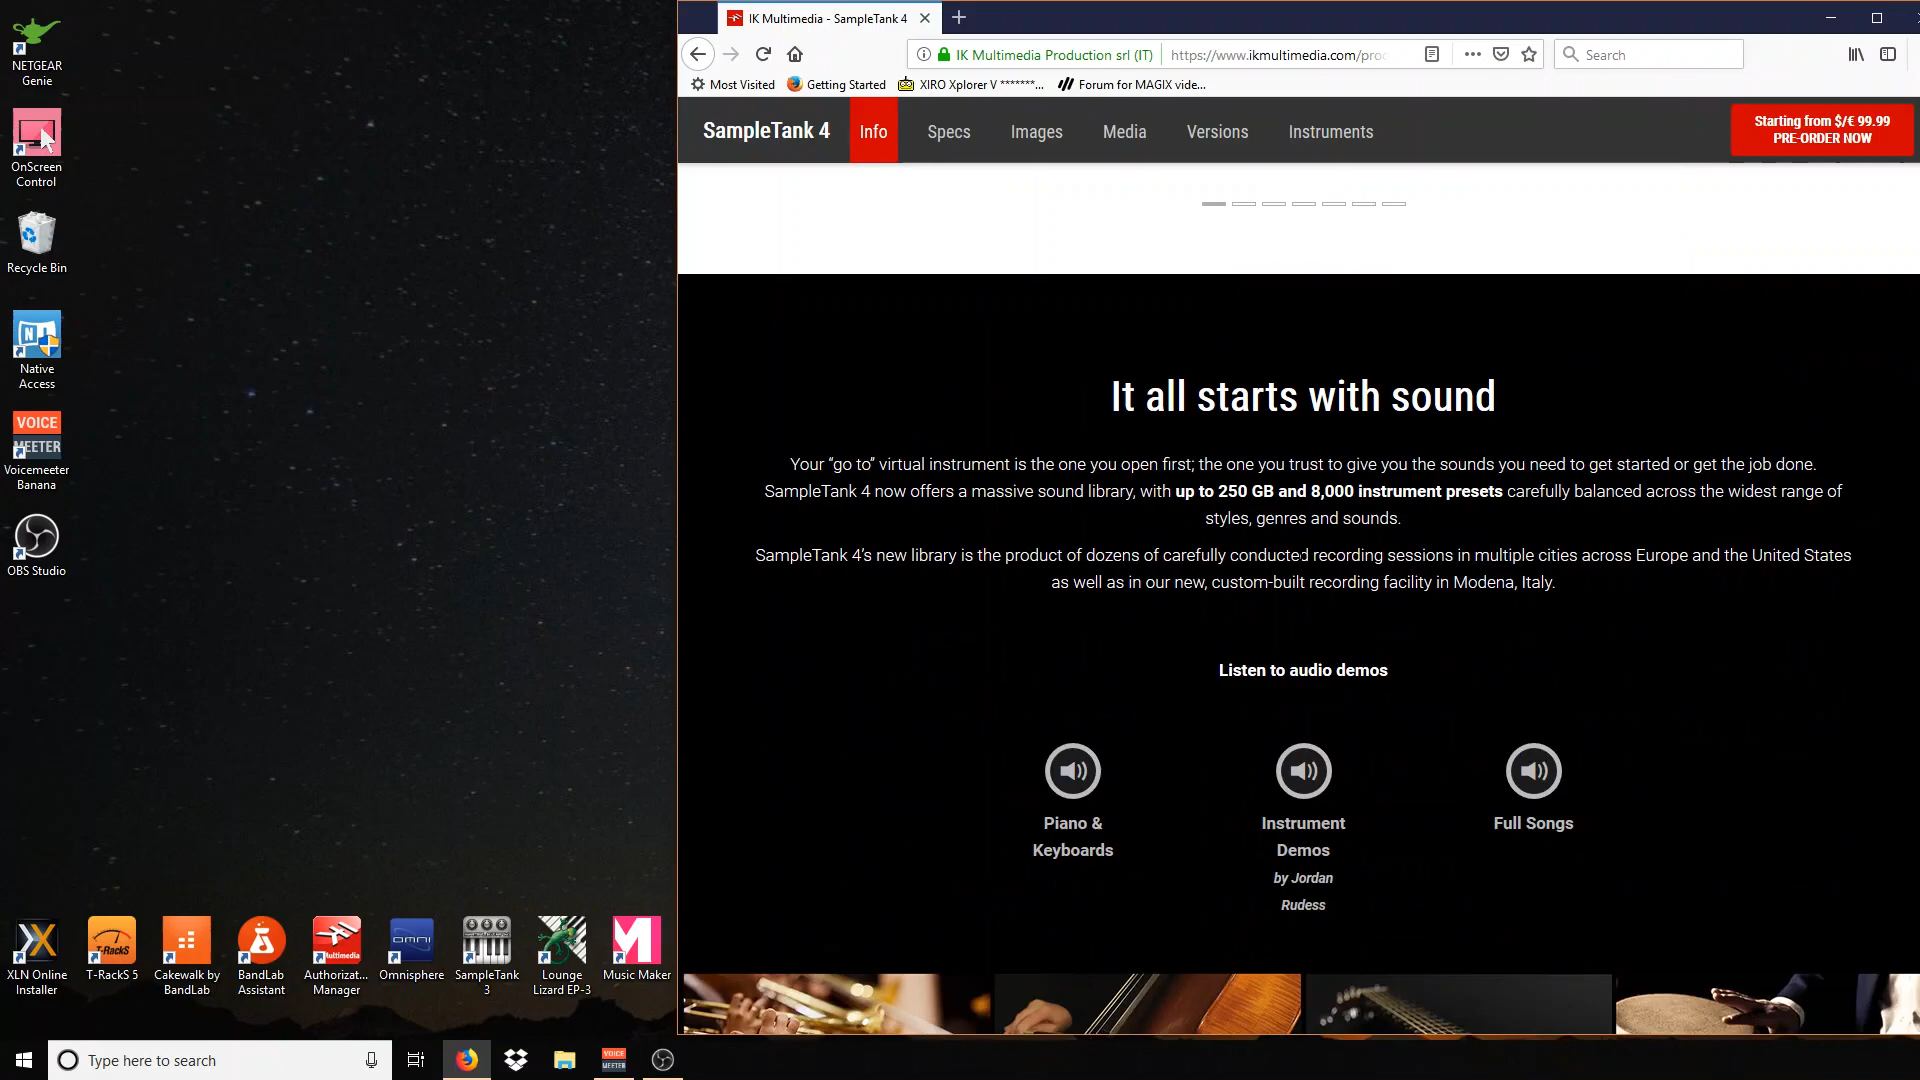 NETGEAR
Genie
OnScreen
Control
Recycle Bin
Native
Access
VOICE
MEETER
Voicemeeter
Banana
OBS Studio
XLN Online
Installer
T-RackS
T-RackS 5
Cakewalk by
BandLab
BandLab
Assistant
Multimedia
Authorizat...
Manager
OMNI
Omnisphere
SampleTank
3
Lounge
Lizard EP-3
Music Maker
Type here to search
VOICE
MEETER
IK Multimedia - SampleTank 4
IK Multimedia Production srl (IT)
https://www.ikmultimedia.com/proc
Search
Most Visited
Getting Started
XIRO Xplorer V *******...
Forum for MAGIX vide...
SampleTank 4
Info
Specs
Images
Media
Versions
Instruments
Starting from $/€ 99.99
PRE-ORDER NOW
It all starts with sound
Your “go to” virtual instrument is the one you open first; the one you trust to give you the sounds you need to get started or get the job done.
SampleTank 4 now offers a massive sound library, with up to 250 GB and 8,000 instrument presets carefully balanced across the widest range of
styles, genres and sounds.
SampleTank 4’s new library is the product of dozens of carefully conducted recording sessions in multiple cities across Europe and the United States
as well as in our new, custom-built recording facility in Modena, Italy.
Listen to audio demos
Piano &
Keyboards
Instrument
Demos
by Jordan
Rudess
Full Songs